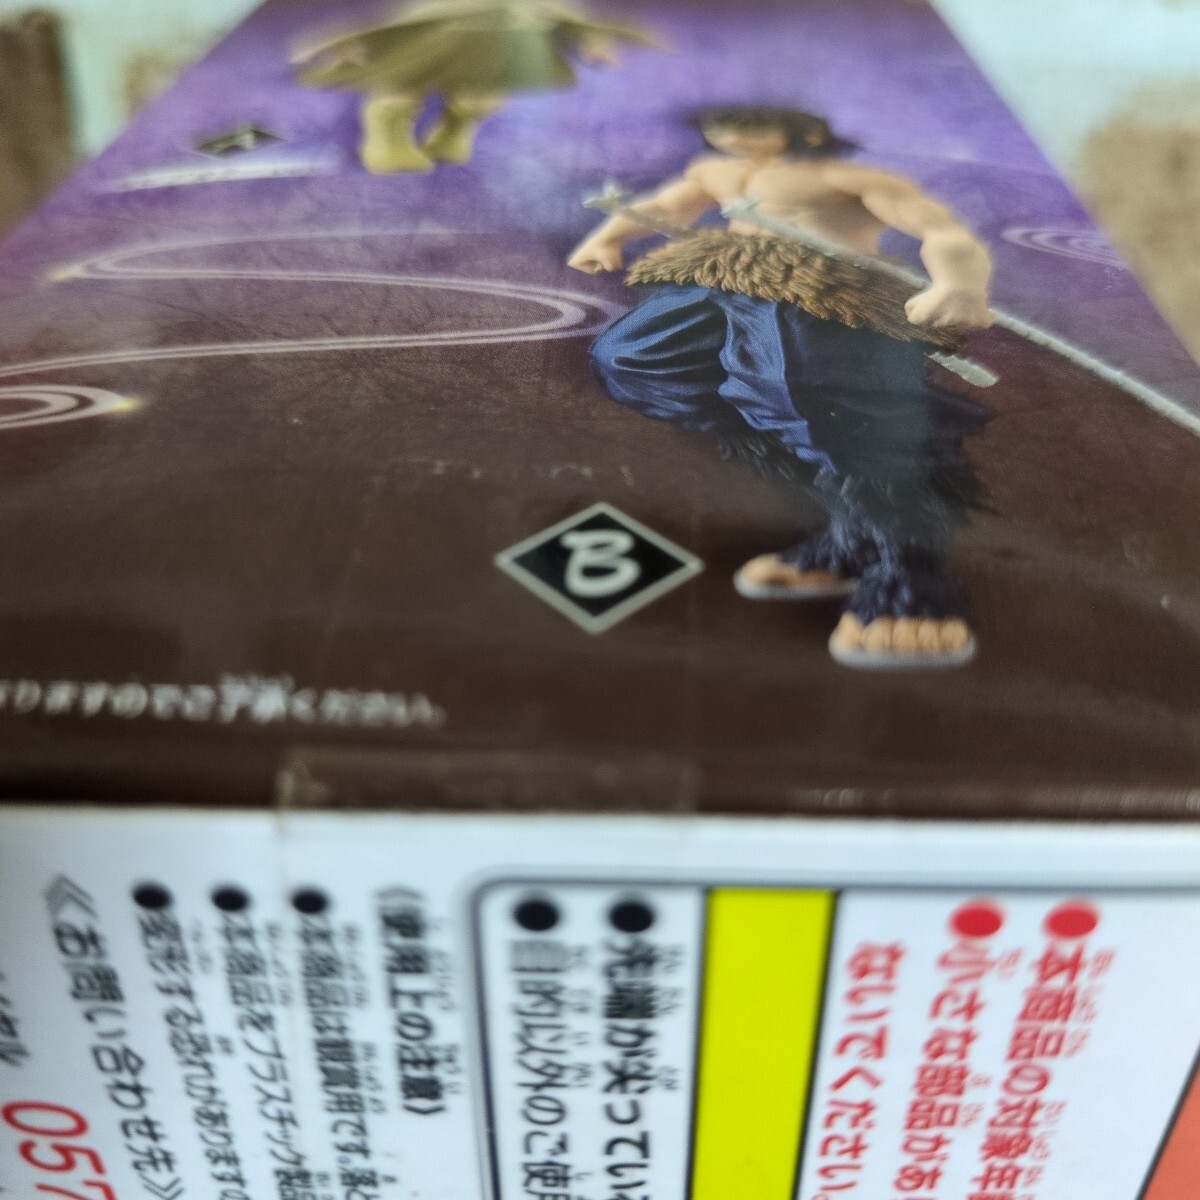 B
りますのでご了承ください。
●本商品の対象年
●小さな部品があ
ないでください。
●先端が尖ってい
●目的以外のご使
〈使用上の注意〉
●本商品は観賞用です。
●本商品をプラスチック製
●変形する恐れがあります
《お問い合わせ先》
057